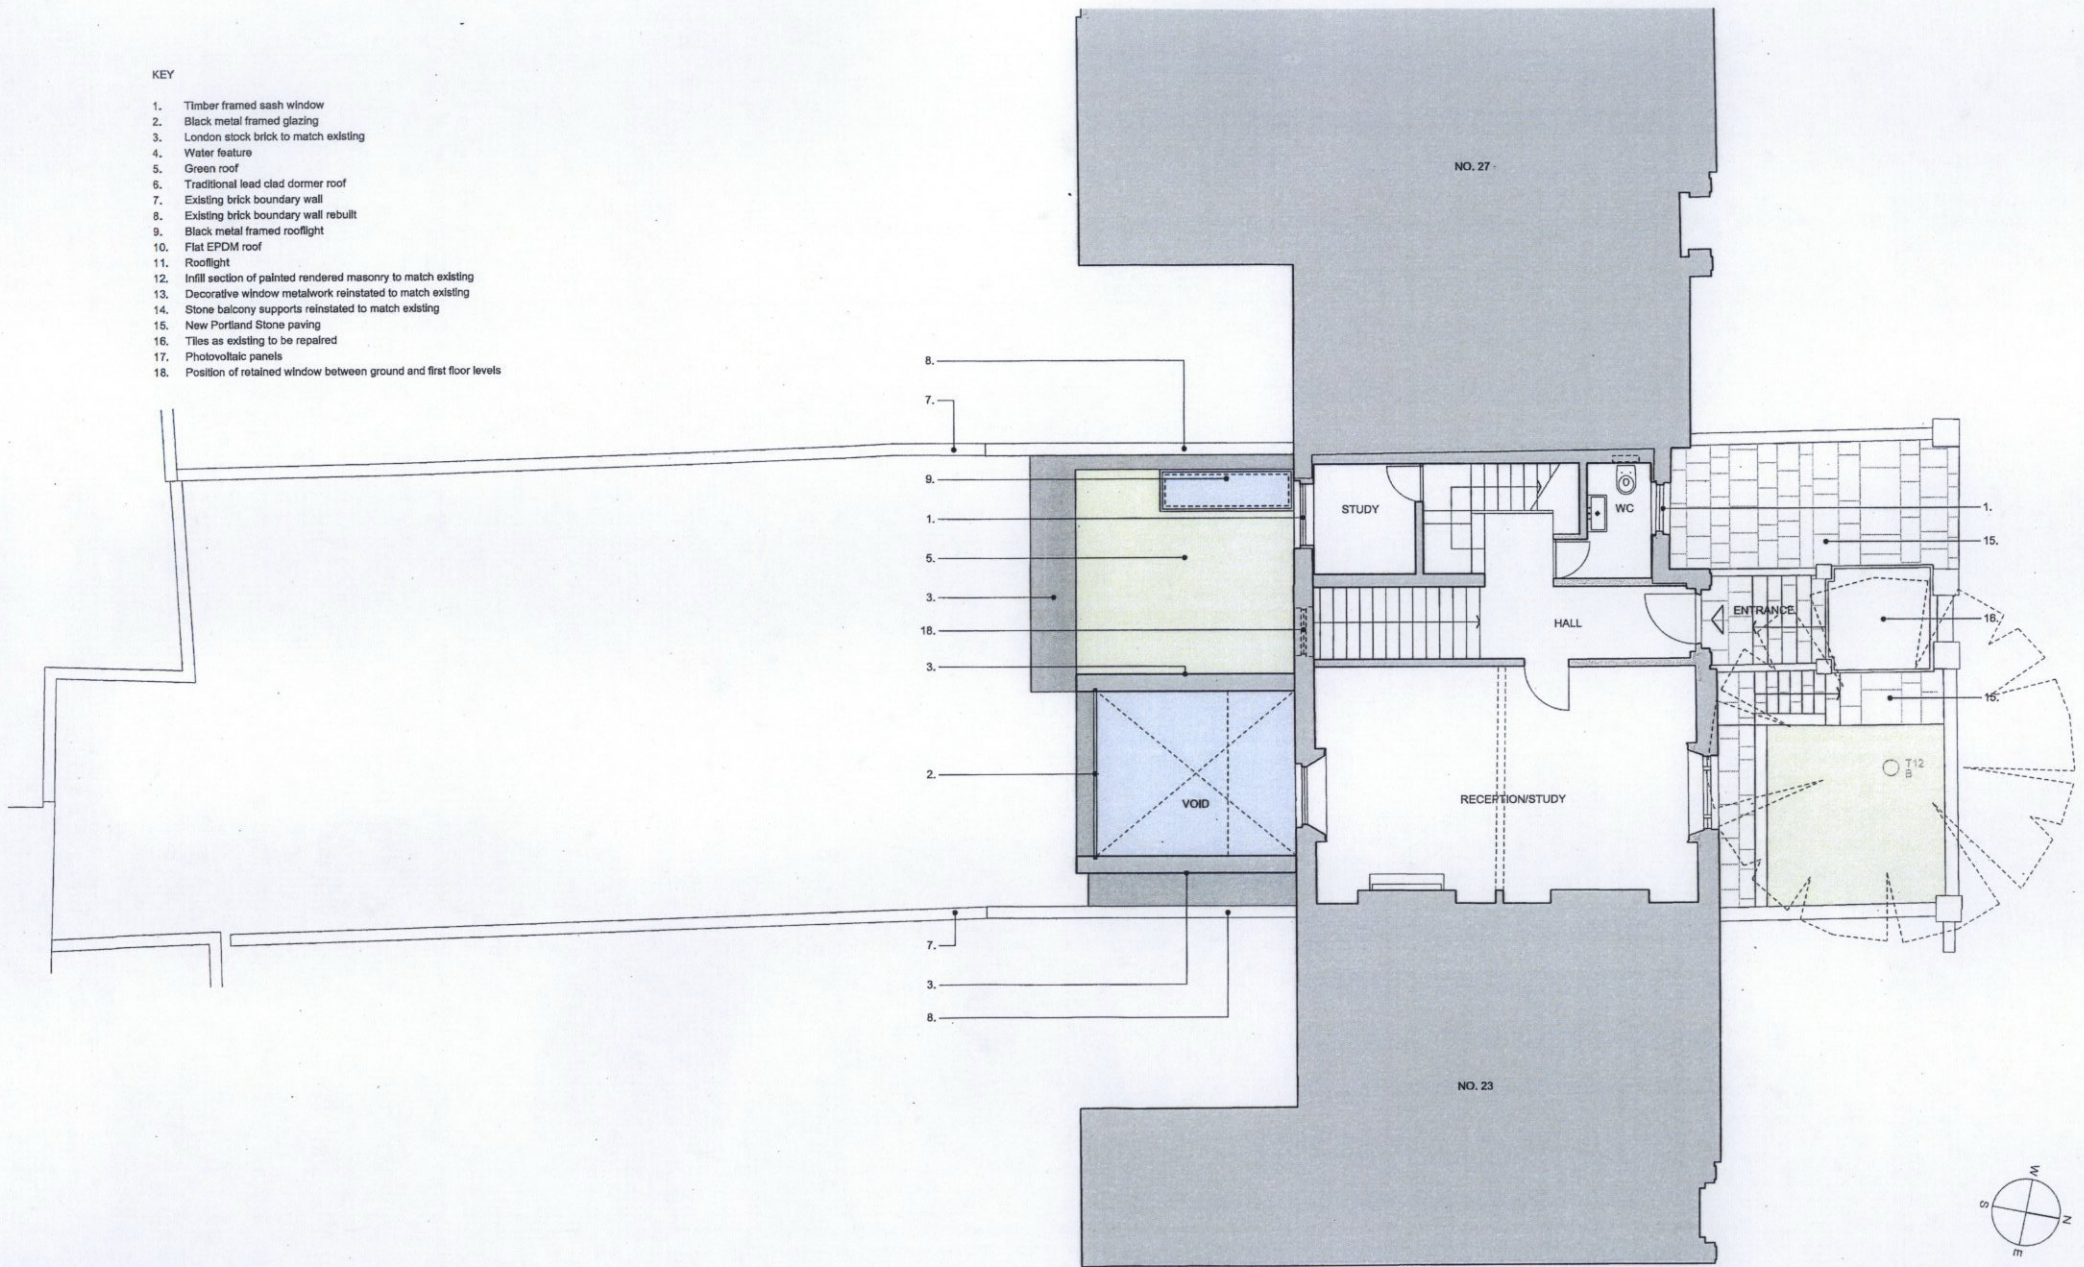 KEY
1. Timber framed sash window
2. Black metal framed glazing
3. London stock brick to match existing
4. Water feature
5. Green roof
6. Traditional lead clad dormer roof
7. Existing brick boundary wall
8. Existing brick boundary wall rebuilt
9. Black metal framed rooflight
10. Flat EPDM roof
11. Rooflight
12. Infill section of painted rendered masonry to match existing
13. Decorative window metalwork reinstated to match existing
14. Stone balcony supports reinstated to match existing
15. New Portland Stone paving
16. Tiles as existing to be repaired
17. Photovoltaic panels
18. Position of retained window between ground and first floor levels
NO. 27
8.
7.
9.
1.
5.
3.
18.
3.
2.
7.
3.
8.
STUDY
WC
HALL
ENTRANCE
VOID
RECEPTION/STUDY
T12
B
1.
15.
16.
15.
NO. 23
W
S
N
E